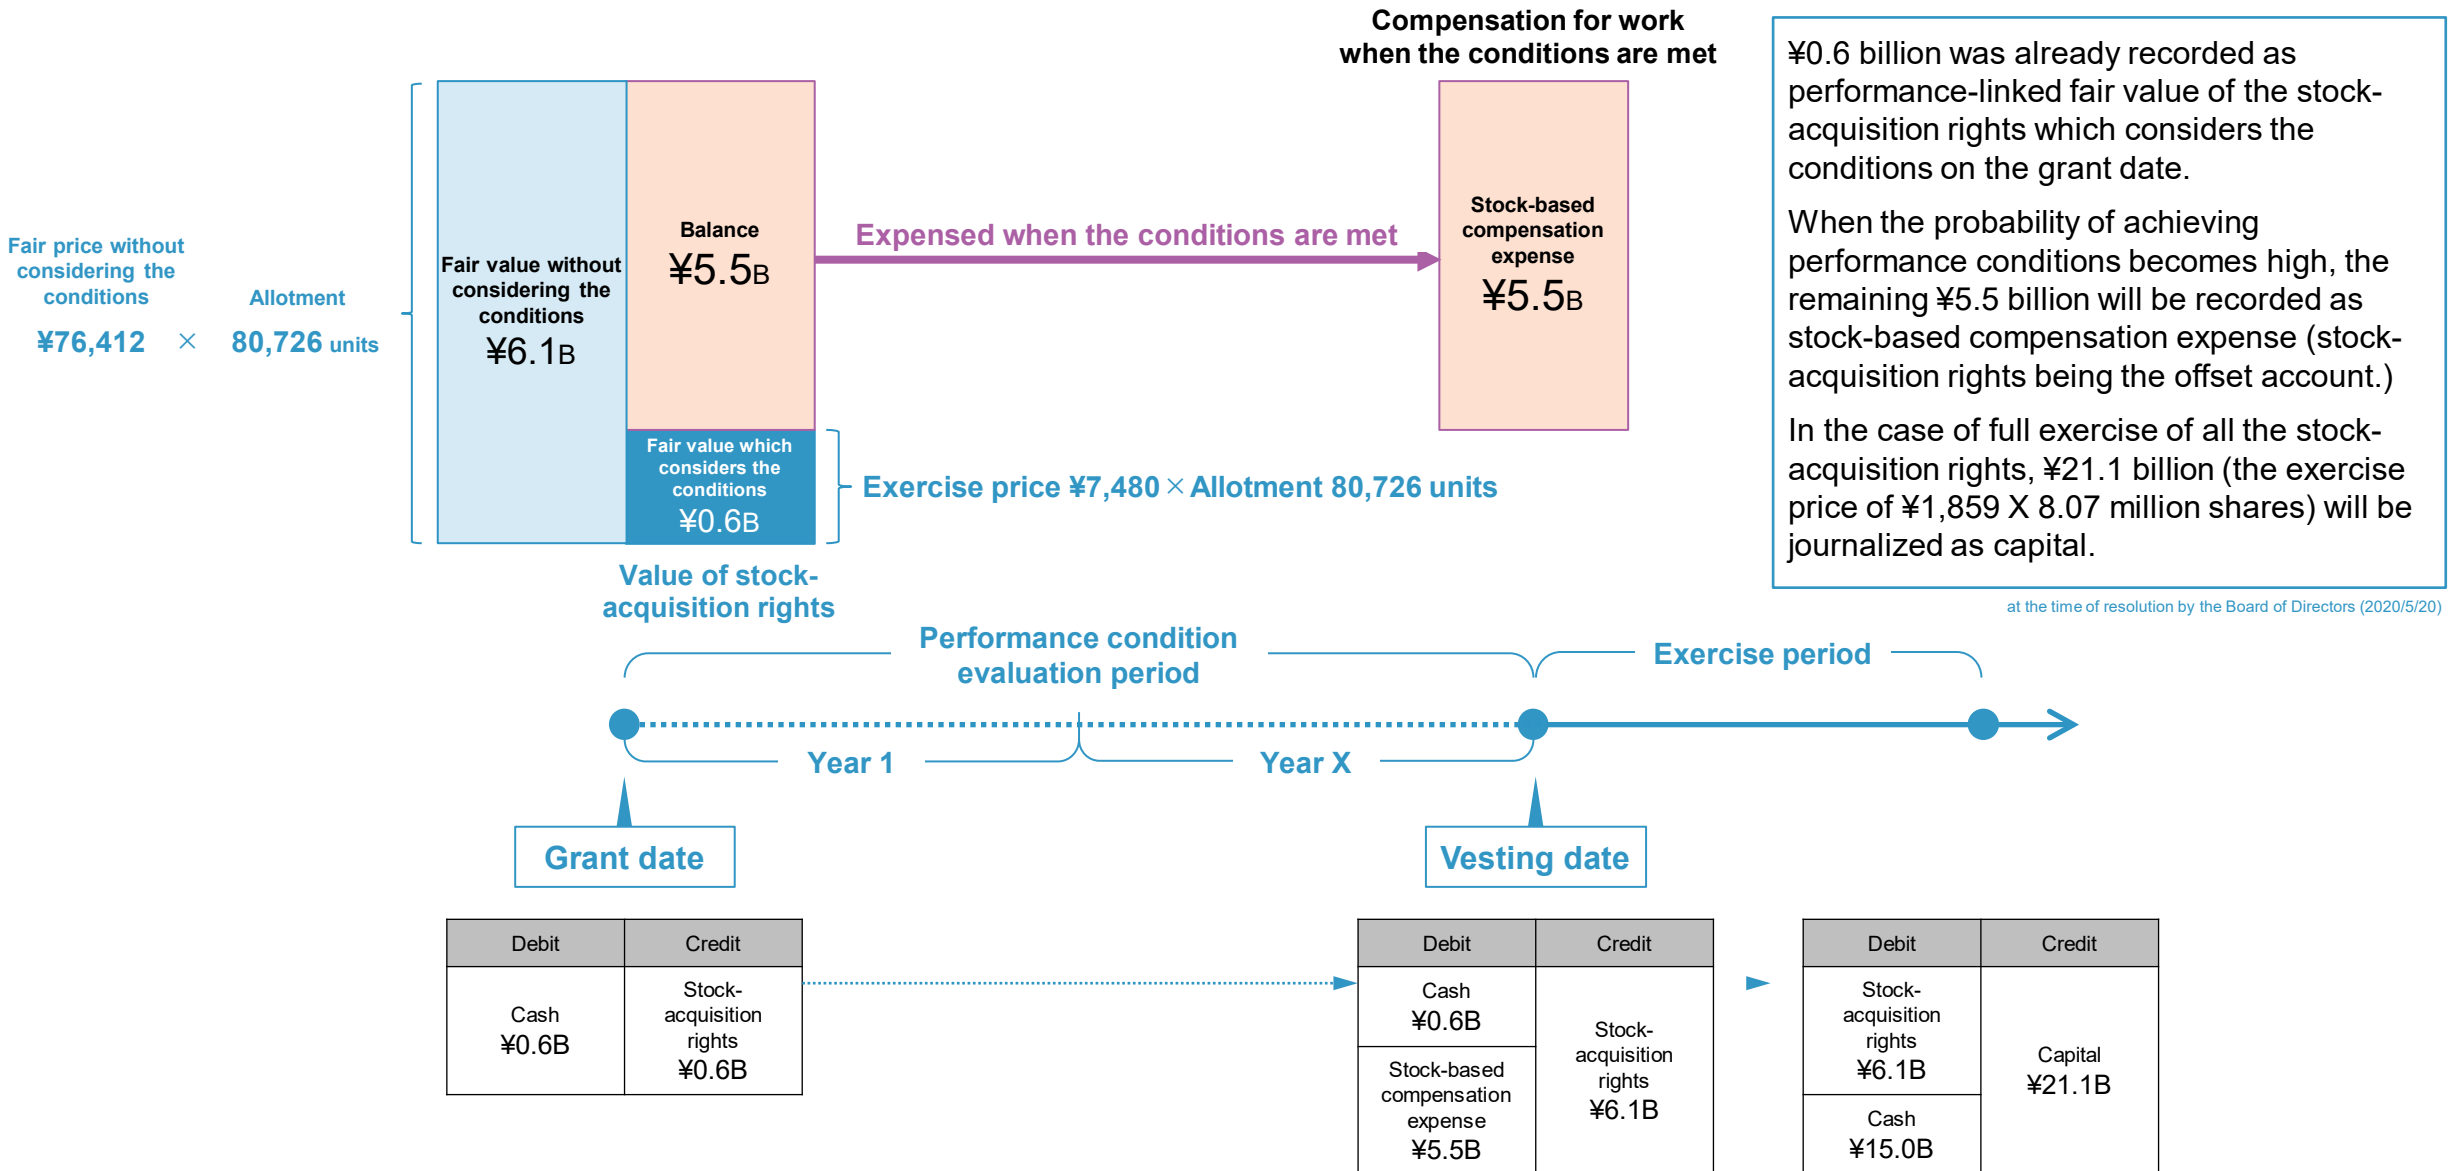 Compensation for work
when the conditions are met
Fair price without
considering the
conditions
¥76,412
×
Allotment
80,726 units
Fair value without
considering the
conditions
¥6.1B
Balance
¥5.5B
Expensed when the conditions are met
Stock-based
compensation
expense
¥5.5B
Fair value which
considers the
conditions
¥0.6B
Exercise price ¥7,480×Allotment 80,726 units
Value of stock-
acquisition rights
¥0.6 billion was already recorded as
performance-linked fair value of the stock-
acquisition rights which considers the
conditions on the grant date.
When the probability of achieving
performance conditions becomes high, the
remaining ¥5.5 billion will be recorded as
stock-based compensation expense (stock-
acquisition rights being the offset account.)
In the case of full exercise of all the stock-
acquisition rights, ¥21.1 billion (the exercise
price of ¥1,859 X 8.07 million shares) will be
journalized as capital.
at the time of resolution by the Board of Directors (2020/5/20)
Performance condition
evaluation period
Exercise period
Year 1
Year X
Grant date
Vesting date
Debit
Credit
Cash
¥0.6B
Stock-
acquisition
rights
¥0.6B
Debit
Credit
Cash
¥0.6B
Stock-based
compensation
expense
¥5.5B
Stock-
acquisition
rights
¥6.1B
Debit
Credit
Stock-
acquisition
rights
¥6.1B
Cash
¥15.0B
Capital
¥21.1B